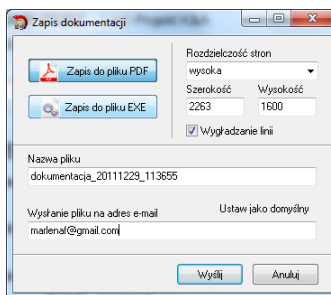 Zapis dokumentacji
Zapis do pliku PDF
Zapis do pliku EXE
Rozdzielczość stron
wysoka
Szerokość Wysokość
2263 1600
Wygładzanie linii
Nazwa pliku
dokumentacja_20111229_113655
Wysłanie pliku na adres e-mail Ustaw jako domyślny
marlenaf@gmail.com
Wyślij Anuluj